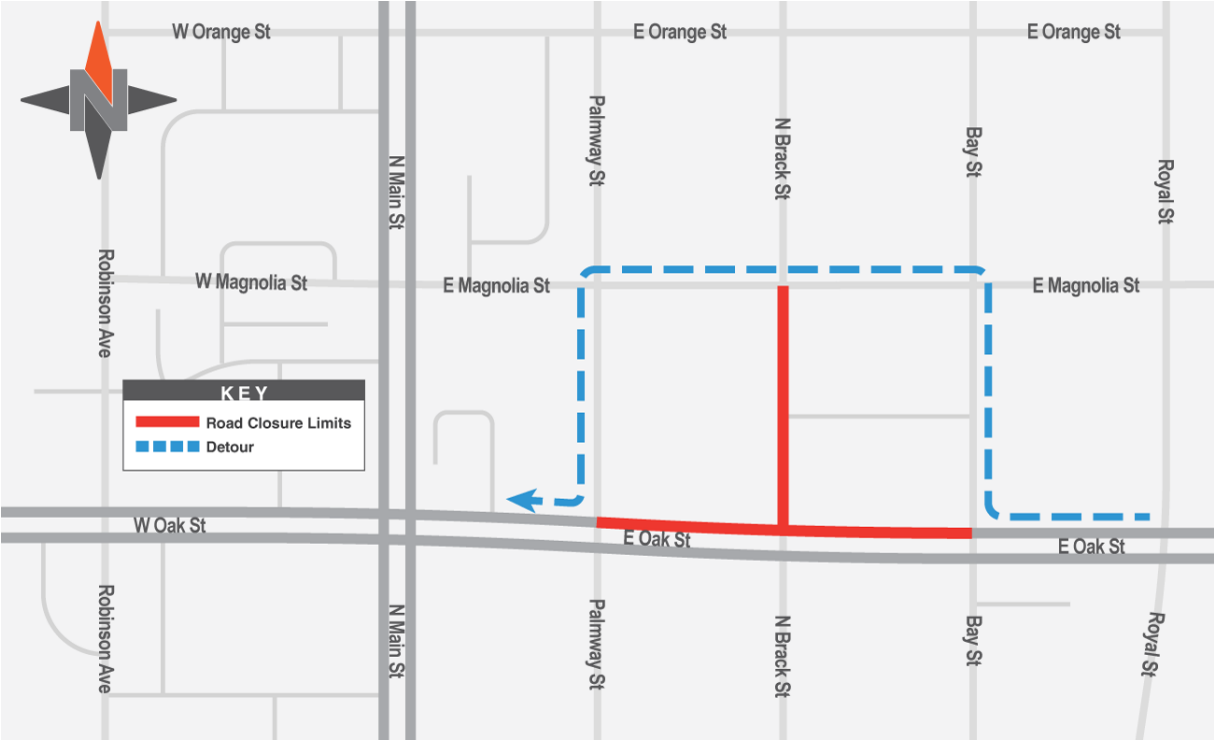 W Orange St
E Orange St
E Orange St
N
Palmway St
N Brack St
Bay St
N Main St
Royal St
Robinson Ave
W Magnolia St
E Magnolia St
E Magnolia St
KEY
Road Closure Limits
Detour
W Oak St
E Oak St
E Oak St
Robinson Ave
N Main St
Palmway St
N Brack St
Bay St
Royal St